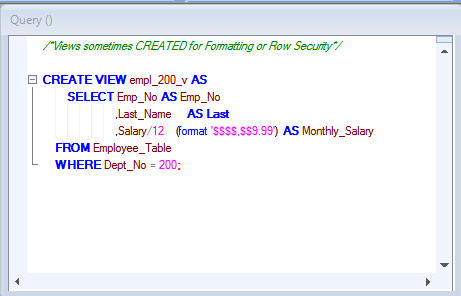 Query ()
/*Views sometimes CREATED for Formatting or Row Security*/
CREATE VIEW empl_200_v AS
SELECT Emp_No AS Emp_No
,Last_Name AS Last
,Salary/12 (format '$$$$,$$9.99') AS Monthly_Salary
FROM Employee_Table
WHERE Dept_No = 200;